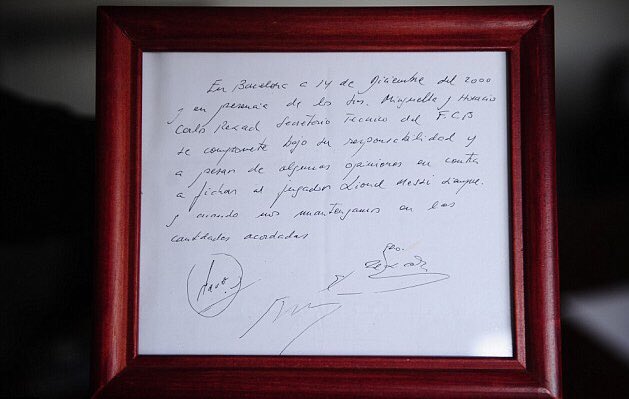 En Barcelona a 14 de Diciembre del 2000
y en presencia de los Srs. Minguella y Horacio
Carlos Rexach Secretario Tecnico del F.C.B
se compromete bajo su responsabilidad y
a pesar de algunas opiniones en contra
a fichar al jugador Lionel Messi siempre
y cuando nos mantengamos en las
cantidades acordadas